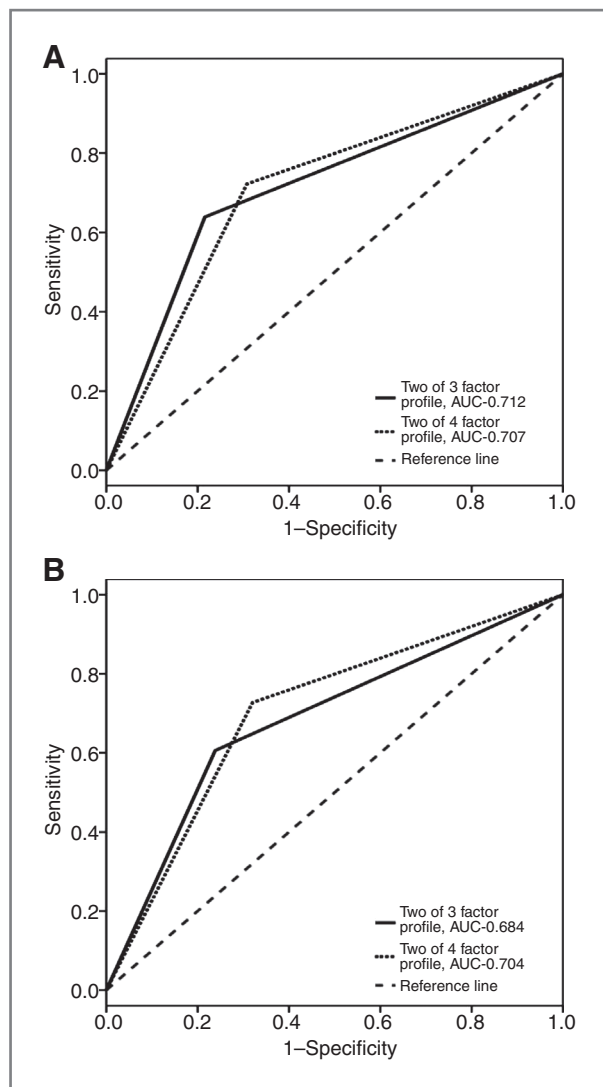 A
1.0
0.8
0.6
0.4
0.2
0.0
Sensitivity
Two of 3 factor
profile, AUC-0.712
Two of 4 factor
profile, AUC-0.707
Reference line
0.0 0.2 0.4 0.6 0.8 1.0
1–Specificity
B
1.0
0.8
0.6
0.4
0.2
0.0
Sensitivity
Two of 3 factor
profile, AUC-0.684
Two of 4 factor
profile, AUC-0.704
Reference line
0.0 0.2 0.4 0.6 0.8 1.0
1–Specificity